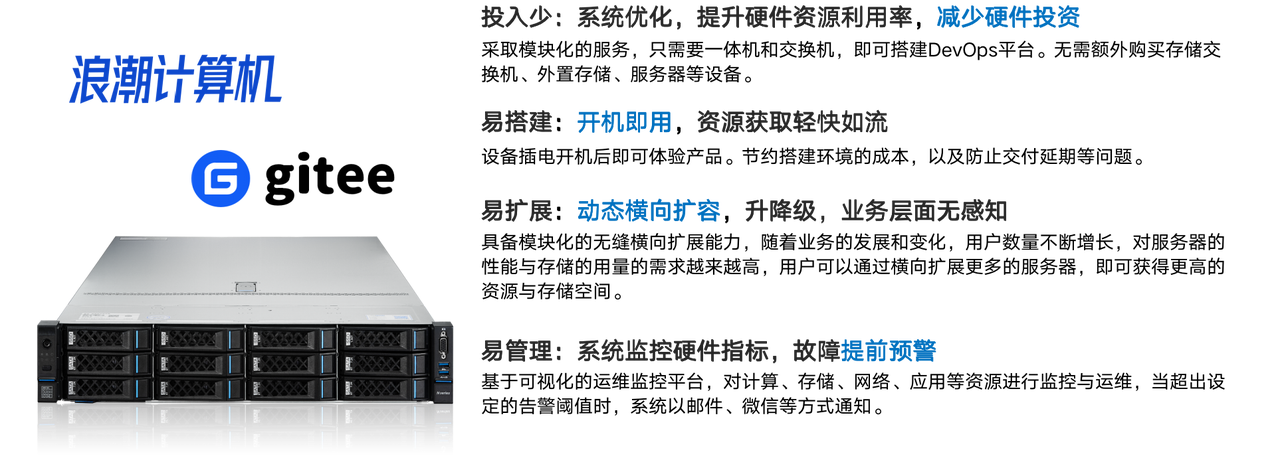 浪潮计算机
gitee
投入少：系统优化，提升硬件资源利用率，减少硬件投资
采取模块化的服务，只需要一体机和交换机，即可搭建DevOps平台。无需额外购买存储交
换机、外置存储、服务器等设备。
易搭建：开机即用，资源获取轻快如流
设备插电开机后即可体验产品。节约搭建环境的成本，以及防止交付延期等问题。
易扩展：动态横向扩容，升降级，业务层面无感知
具备模块化的无缝横向扩展能力，随着业务的发展和变化，用户数量不断增长，对服务器的
性能与存储的用量的需求越来越高，用户可以通过横向扩展更多的服务器，即可获得更高的
资源与存储空间。
易管理：系统监控硬件指标，故障提前预警
基于可视化的运维监控平台，对计算、存储、网络、应用等资源进行监控与运维，当超出设
定的告警阈值时，系统以邮件、微信等方式通知。